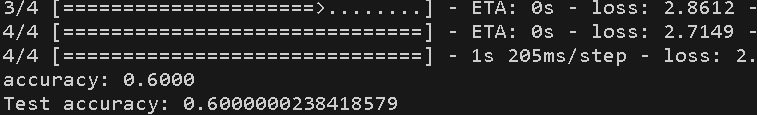 3/4 [=====================>........] - ETA: 0s - loss: 2.8612 -
4/4 [==============================] - ETA: 0s - loss: 2.7149 -
4/4 [==============================] - 1s 205ms/step - loss: 2.
accuracy: 0.6000
Test accuracy: 0.6000000238418579